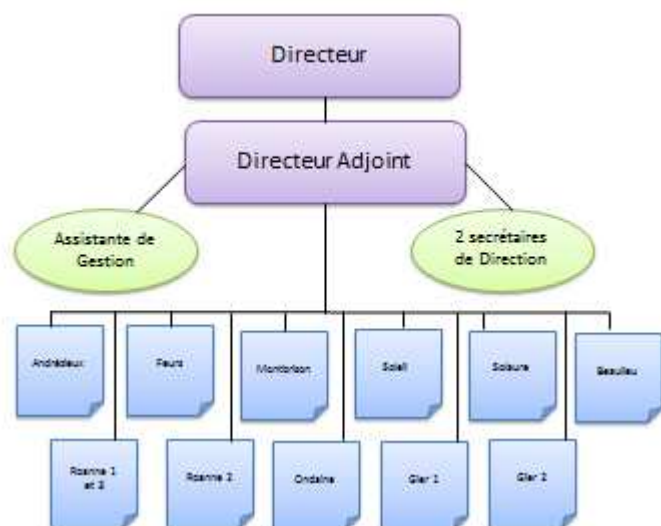 Directeur
Directeur Adjoint
Assistante de
Gestion
2 secrétaires
de Direction
Andrézieux
Feurs
Montbrison
Soleil
Solaure
Beaulieu
Roanne 1
et 3
Roanne 2
Ondaine
Gier 1
Gier 2